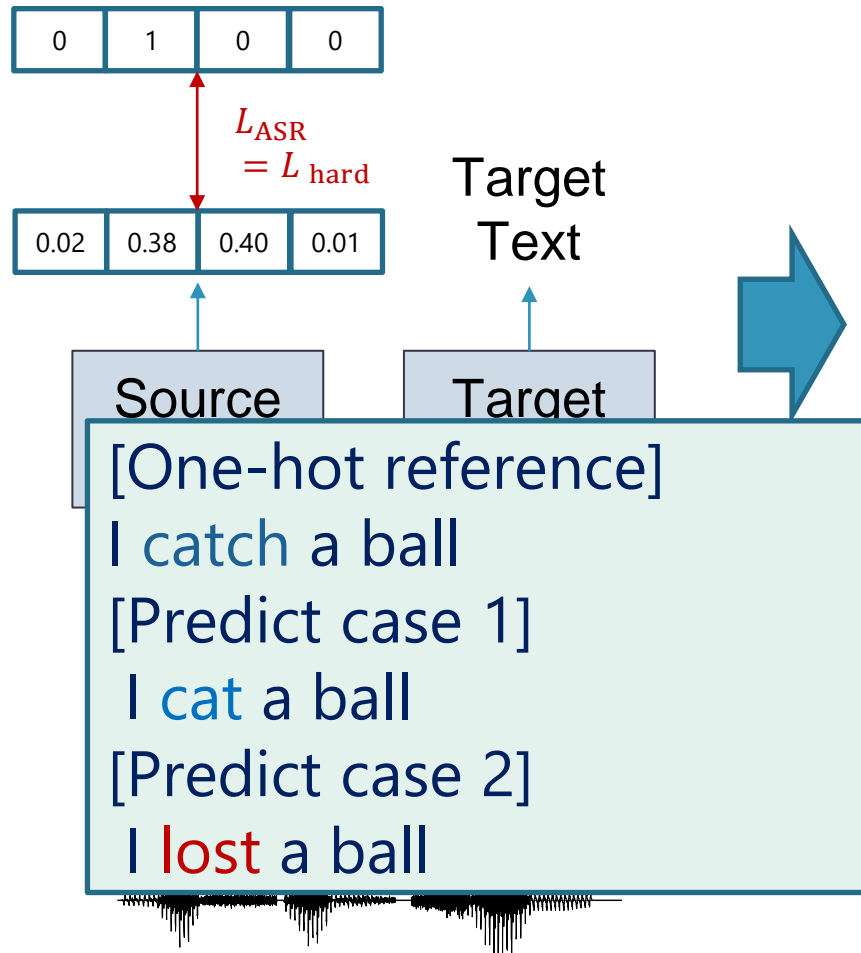 0 1 0 0
L_ASR
= L_hard
0.02 0.38 0.40 0.01
Target
Text
Source
Target
[One-hot reference]
I catch a ball
[Predict case 1]
I cat a ball
[Predict case 2]
I lost a ball